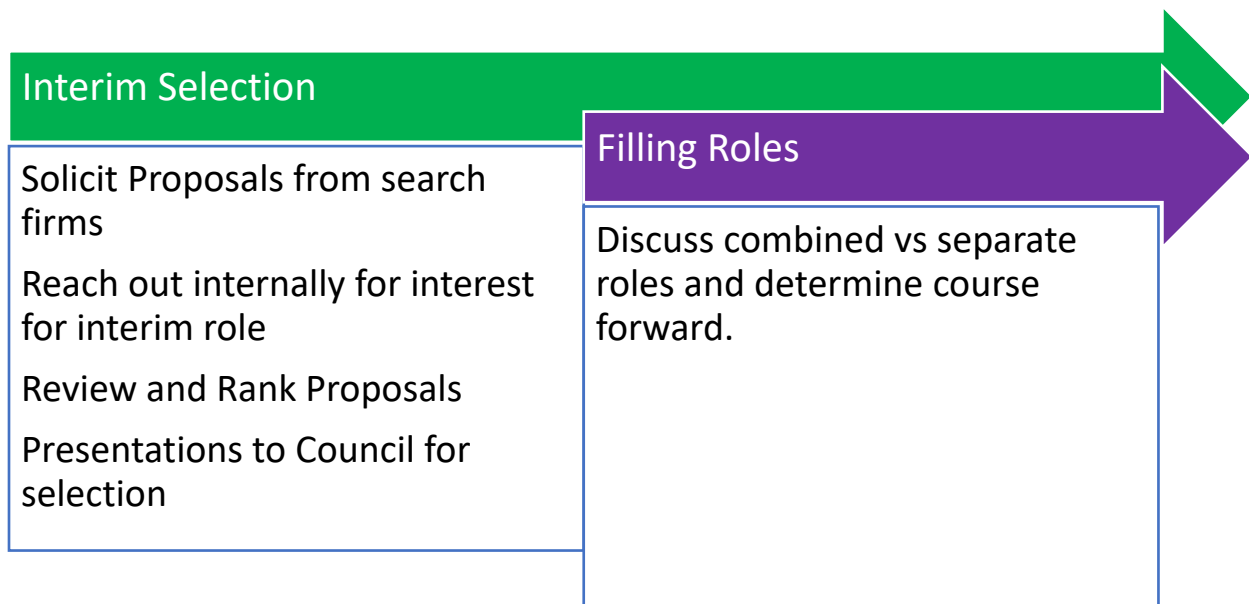 Interim Selection
Solicit Proposals from search
firms
Reach out internally for interest
for interim role
Review and Rank Proposals
Presentations to Council for
selection
Filling Roles
Discuss combined vs separate
roles and determine course
forward.